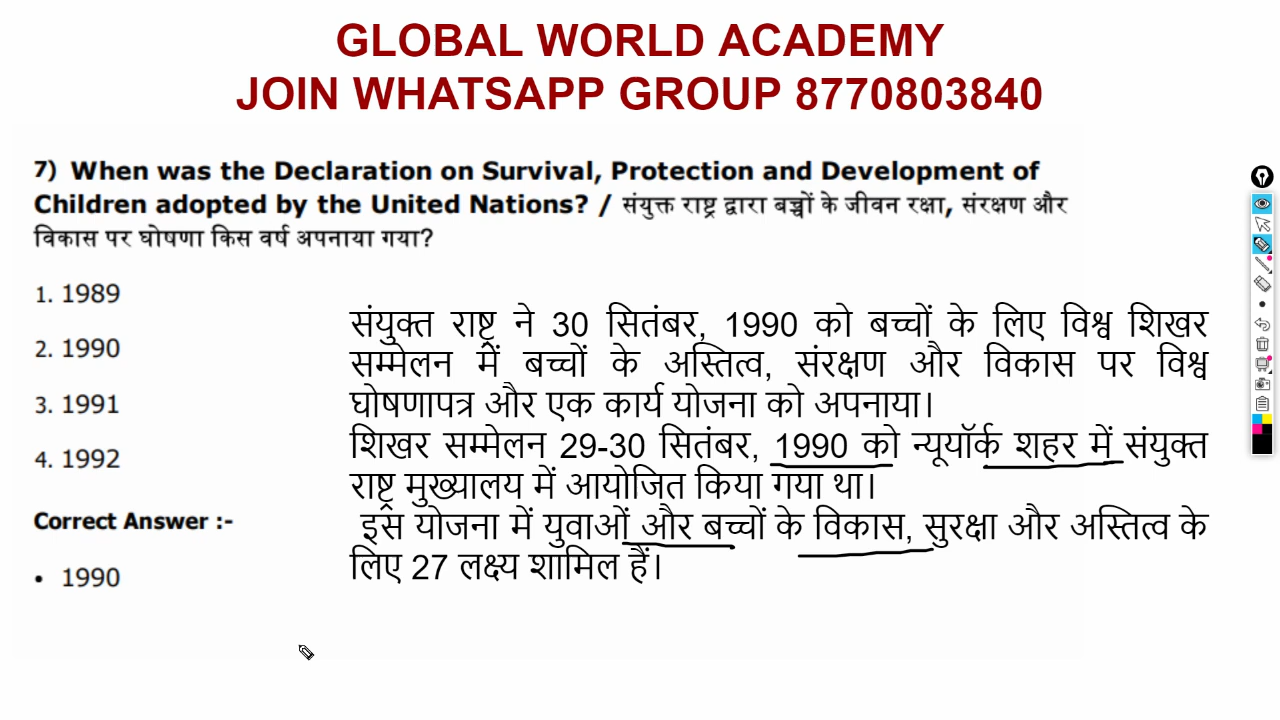 GLOBAL WORLD ACADEMY
JOIN WHATSAPP GROUP 8770803840
7) When was the Declaration on Survival, Protection and Development of
Children adopted by the United Nations? / संयुक्त राष्ट्र द्वारा बच्चों के जीवन रक्षा, संरक्षण और
विकास पर घोषणा किस वर्ष अपनाया गया?
1. 1989
2. 1990
3. 1991
4. 1992
Correct Answer :-
• 1990
संयुक्त राष्ट्र ने 30 सितंबर, 1990 को बच्चों के लिए विश्व शिखर
सम्मेलन में बच्चों के अस्तित्व, संरक्षण और विकास पर विश्व
घोषणापत्र और एक कार्य योजना को अपनाया।
शिखर सम्मेलन 29-30 सितंबर, 1990 को न्यूयॉर्क शहर में संयुक्त
राष्ट्र मुख्यालय में आयोजित किया गया था।
इस योजना में युवाओं और बच्चों के विकास, सुरक्षा और अस्तित्व के
लिए 27 लक्ष्य शामिल हैं।